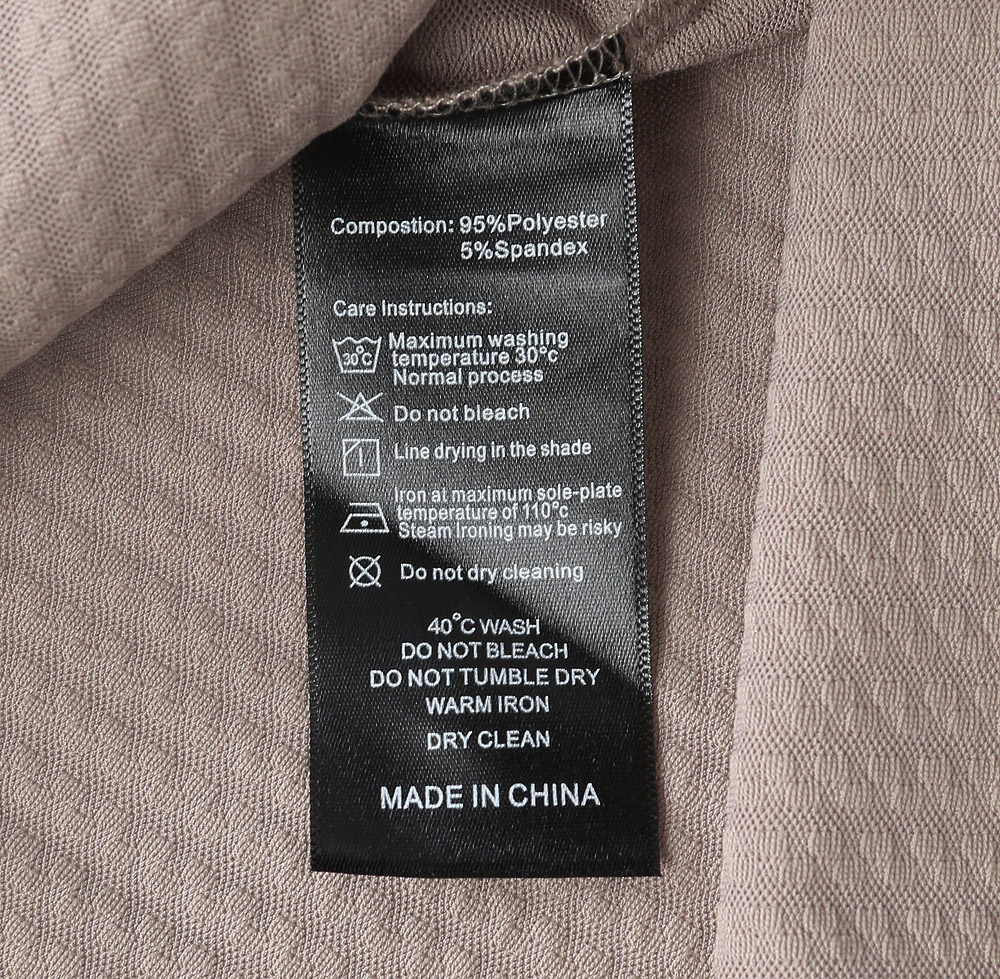 Compostion: 95%Polyester
5%Spandex
Care Instructions:
30°C
Maximum washing
temperature 30°c
Normal process
Do not bleach
Line drying in the shade
Iron at maximum sole-plate
temperature of 110°c
Steam Ironing may be risky
Do not dry cleaning
40°C WASH
DO NOT BLEACH
DO NOT TUMBLE DRY
WARM IRON
DRY CLEAN
MADE IN CHINA